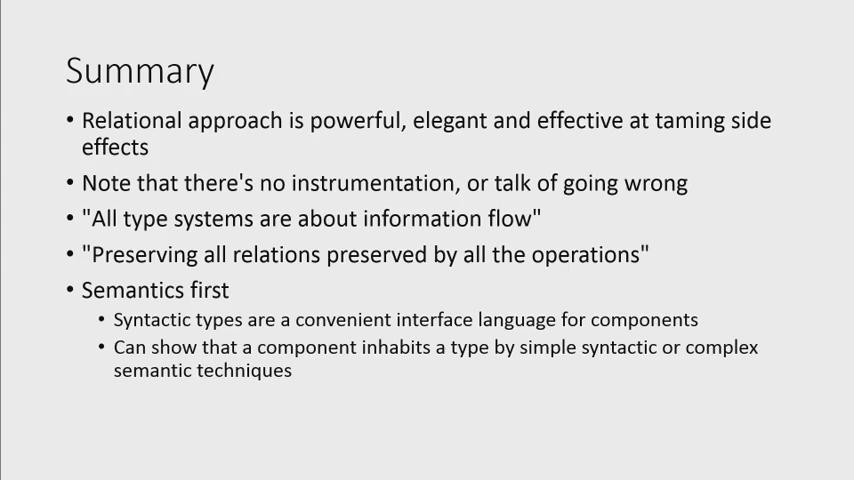 Summary
• Relational approach is powerful, elegant and effective at taming side
effects
• Note that there's no instrumentation, or talk of going wrong
• "All type systems are about information flow"
• "Preserving all relations preserved by all the operations"
• Semantics first
• Syntactic types are a convenient interface language for components
• Can show that a component inhabits a type by simple syntactic or complex
semantic techniques